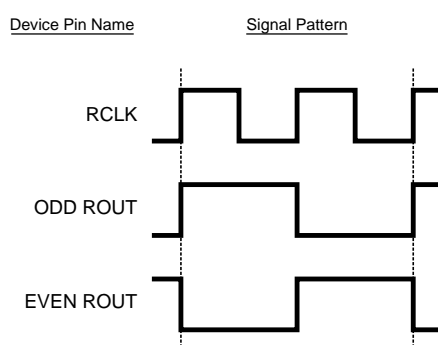 Device Pin Name
Signal Pattern
RCLK
ODD ROUT
EVEN ROUT